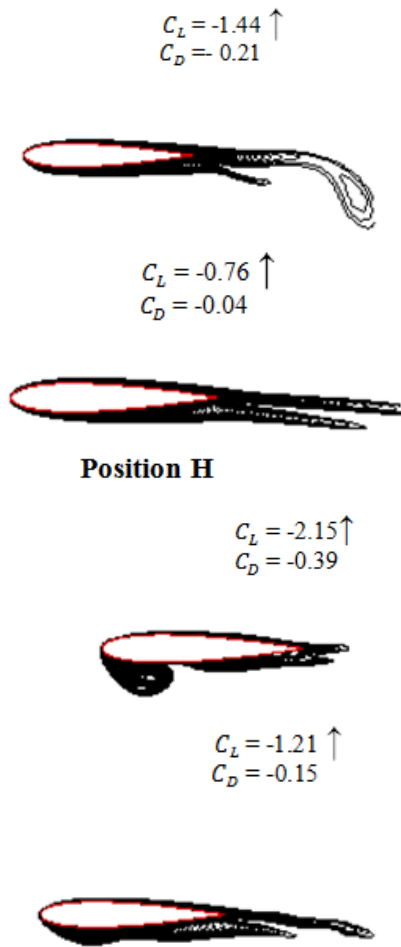 C_L = -1.44 ↑
C_D =- 0.21
C_L = -0.76 ↑
C_D = -0.04
Position H
C_L = -2.15↑
C_D = -0.39
C_L = -1.21 ↑
C_D = -0.15